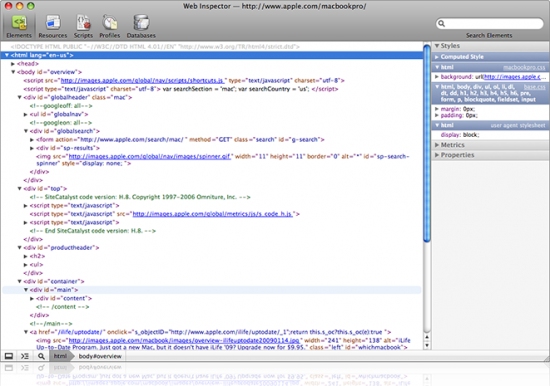 Web Inspector — http://www.apple.com/macbookpro/
Elements Resources Scripts Profiles Databases Search Elements
<!DOCTYPE HTML PUBLIC "-//W3C//DTD HTML 4.01//EN" "http://www.w3.org/TR/html4/strict.dtd">
<html lang="en-us">
<head>
<body id="overview">
<script src="http://images.apple.com/global/nav/scripts/shortcuts.js" type="text/javascript" charset="utf-8"></script>
<script type="text/javascript" charset="utf-8"> var searchSection = 'mac'; var searchCountry = 'us'; </script>
<div id="globalheader" class="mac">
<!--googleoff: all-->
<ul id="globalnav">
<!--googleon: all-->
<div id="globalsearch">
<form action="http://www.apple.com/search/mac/" method="GET" class="search" id="g-search">
<div id="sp-results">
<img src="http://images.apple.com/global/nav/images/spinner.gif" width="11" height="11" border="0" alt="*" id="sp-search-
spinner" style="display: none; ">
</div>
</div>
<div id="top">
<!-- SiteCatalyst code version: H.8. Copyright 1997-2006 Omniture, Inc. -->
<script type="text/javascript">
<script type="text/javascript" src="http://images.apple.com/global/metrics/js/s_code_h.js">
<script type="text/javascript">
<!-- End SiteCatalyst code version: H.8. -->
</div>
<div id="productheader">
<h2>
<ul>
</div>
<div id="container">
<div id="main">
<div id="content">
<!-- /content -->
</div>
<!--/main-->
<a href="/ilife/uptodate/" onclick="s_objectID="http://www.apple.com/ilife/uptodate/_1";return this.s_oc?this.s_oc(e):true ">
<img src="http://images.apple.com/macbook/images/overview-ilifeuptodate20090114.jpg" width="241" height="138" alt="iLife
Up-to-Date Program. Just got a new Mac, but it doesn't have iLife '09? Upgrade now for $9.95." class="left" id="whichmacbook">
html body#overview
Styles
Computed Style
html macbookpro/
background: url(http://images.apple.c…
html, body, div, ul, ol, li, dl, base.css
dt, dd, h1, h2, h3, h4, h5, h6, pre,
form, p, blockquote, fieldset, input
margin: 0px;
padding: 0px;
html user agent stylesheet
display: block;
Metrics
Properties